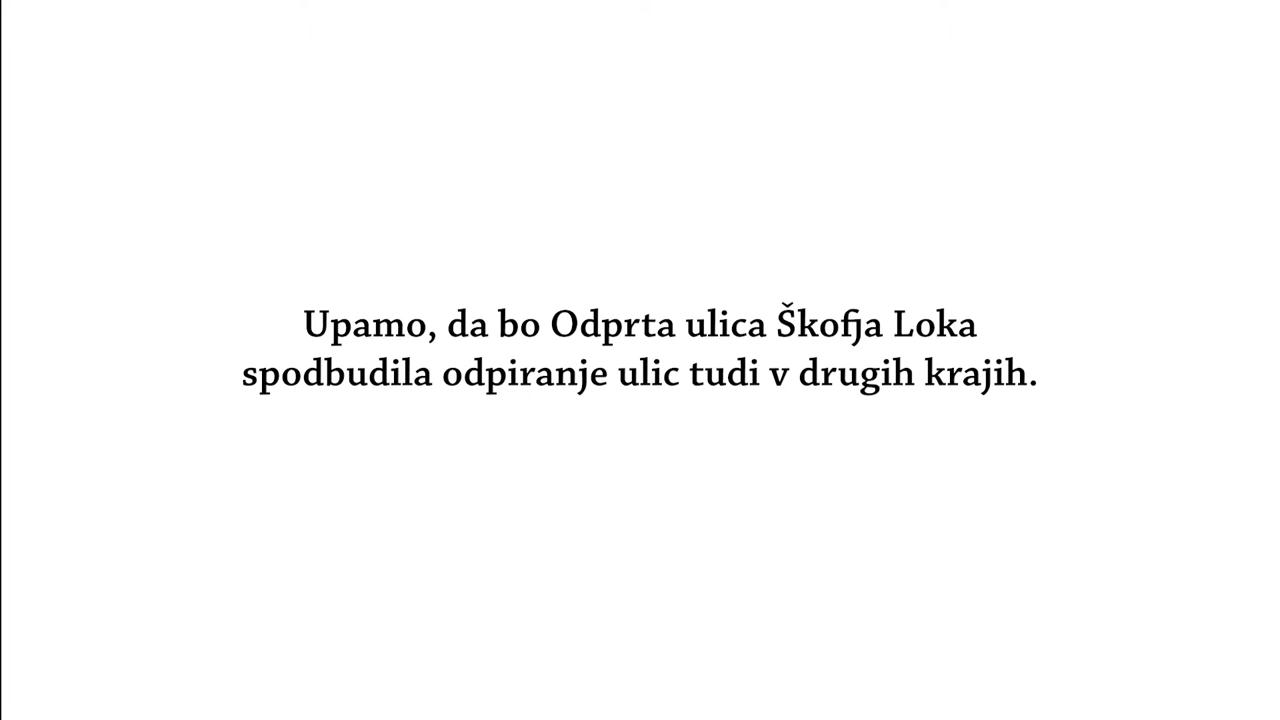 Upamo, da bo Odprta ulica Škofja Loka
spodbudila odpiranje ulic tudi v drugih krajih.